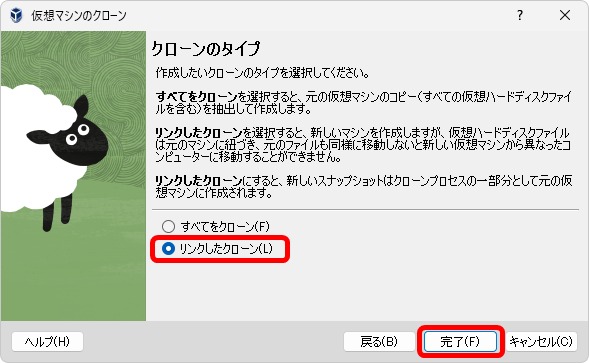 仮想マシンのクローン
クローンのタイプ
作成したいクローンのタイプを選択してください。
すべてをクローンを選択すると、元の仮想マシンのコピー(すべての仮想ハードディスクファイ
ルを含む)を抽出して作成します。
リンクしたクローンを選択すると、新しいマシンを作成しますが、仮想ハードディスクファイル
は元のマシンに紐づき、元のファイルも同様に移動しないと新しい仮想マシンから異なったコ
ンピューターに移動することができません。
リンクしたクローンにすると、新しいスナップショットはクローンプロセスの一部分として元の仮
想マシンに作成されます。
すべてをクローン(F)
リンクしたクローン(L)
ヘルプ(H)
戻る(B)
完了(F)
キャンセル(C)